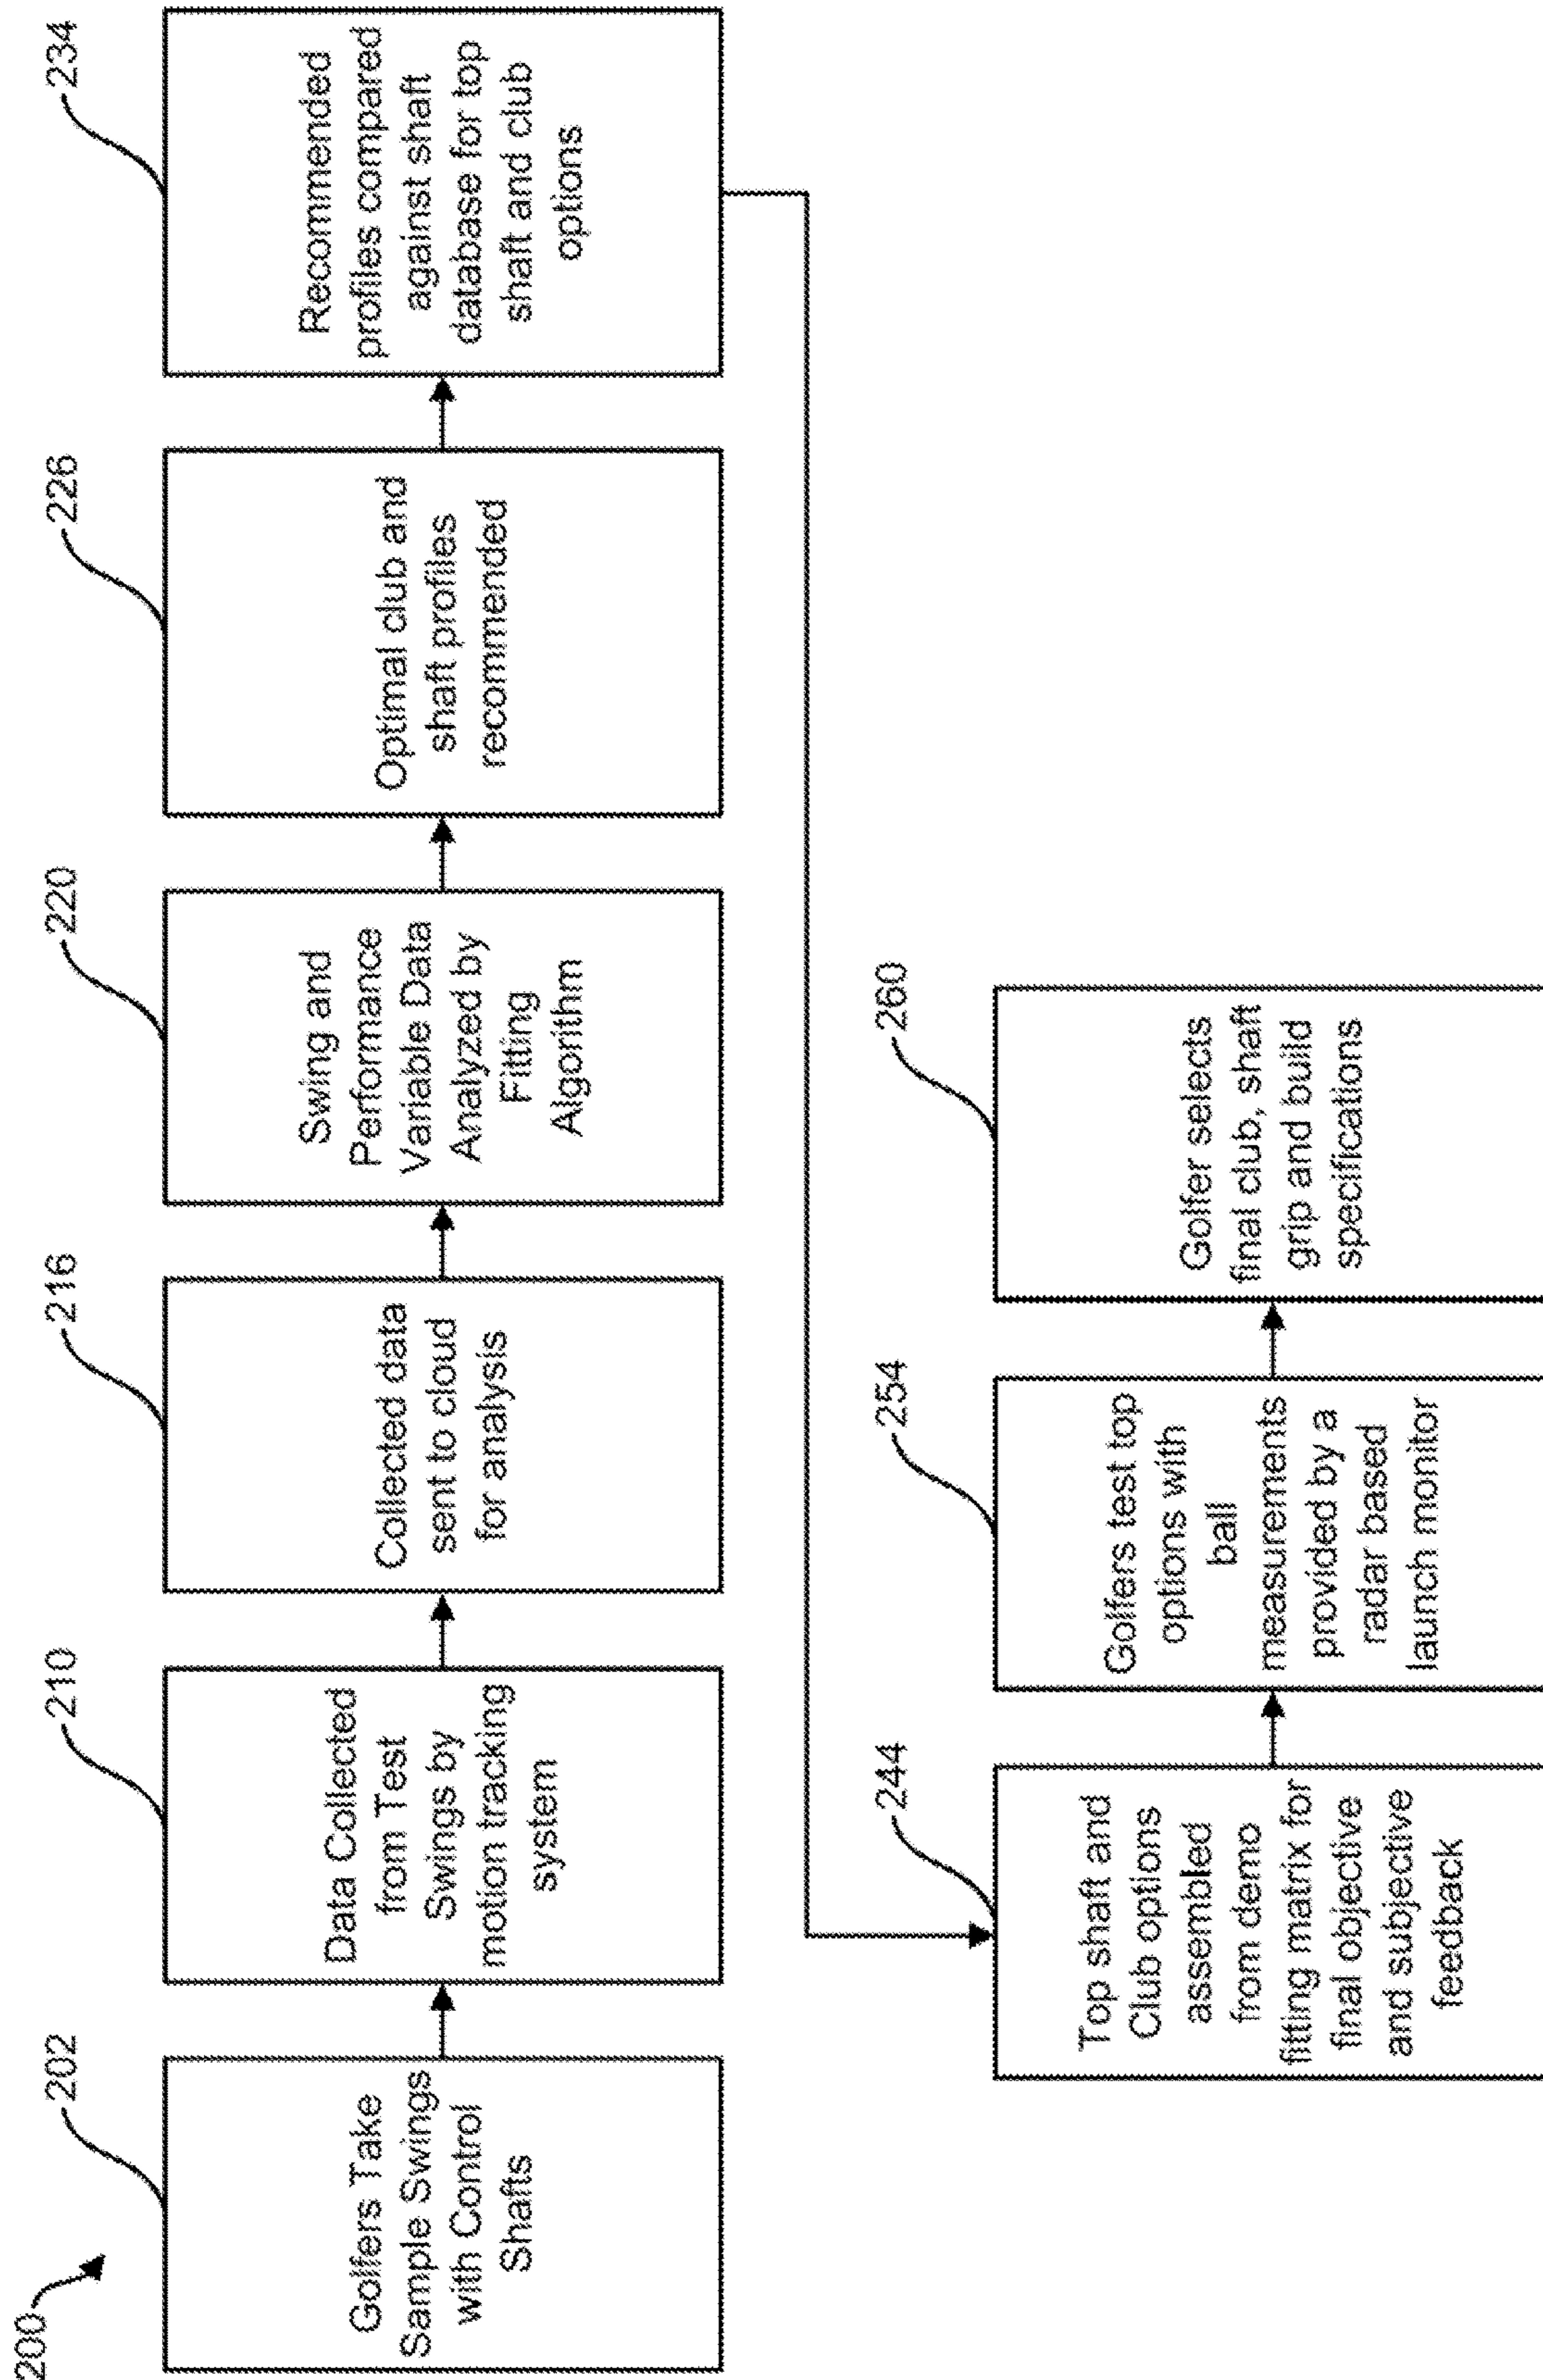 200
202
Golfers Take
Sample Swings
with Control
Shafts
210
Data Collected
from Test
Swings by
motion tracking
system
216
Collected data
sent to cloud
for analysis
220
Swing and
Performance
Variable Data
Analyzed by
Fitting
Algorithm
226
Optimal club and
shaft profiles
recommended
234
Recommended
profiles compared
against shaft
database for top
shaft and club
options
244
Top shaft and
Club options
assembled
from demo
fitting matrix for
final objective
and subjective
feedback
254
Golfers test top
options with
ball
measurements
provided by a
radar based
launch monitor
260
Golfer selects
final club, shaft
grip and build
specifications